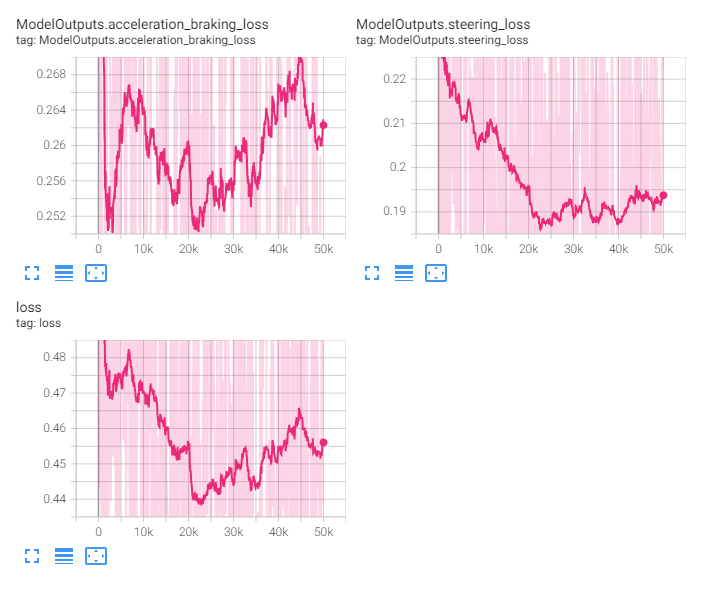 ModelOutputs.acceleration_braking_loss
tag: ModelOutputs.acceleration_braking_loss
0.268
0.264
0.26
0.256
0.252
0 10k 20k 30k 40k 50k
ModelOutputs.steering_loss
tag: ModelOutputs.steering_loss
0.22
0.21
0.2
0.19
0 10k 20k 30k 40k 50k
loss
tag: loss
0.48
0.47
0.46
0.45
0.44
0 10k 20k 30k 40k 50k